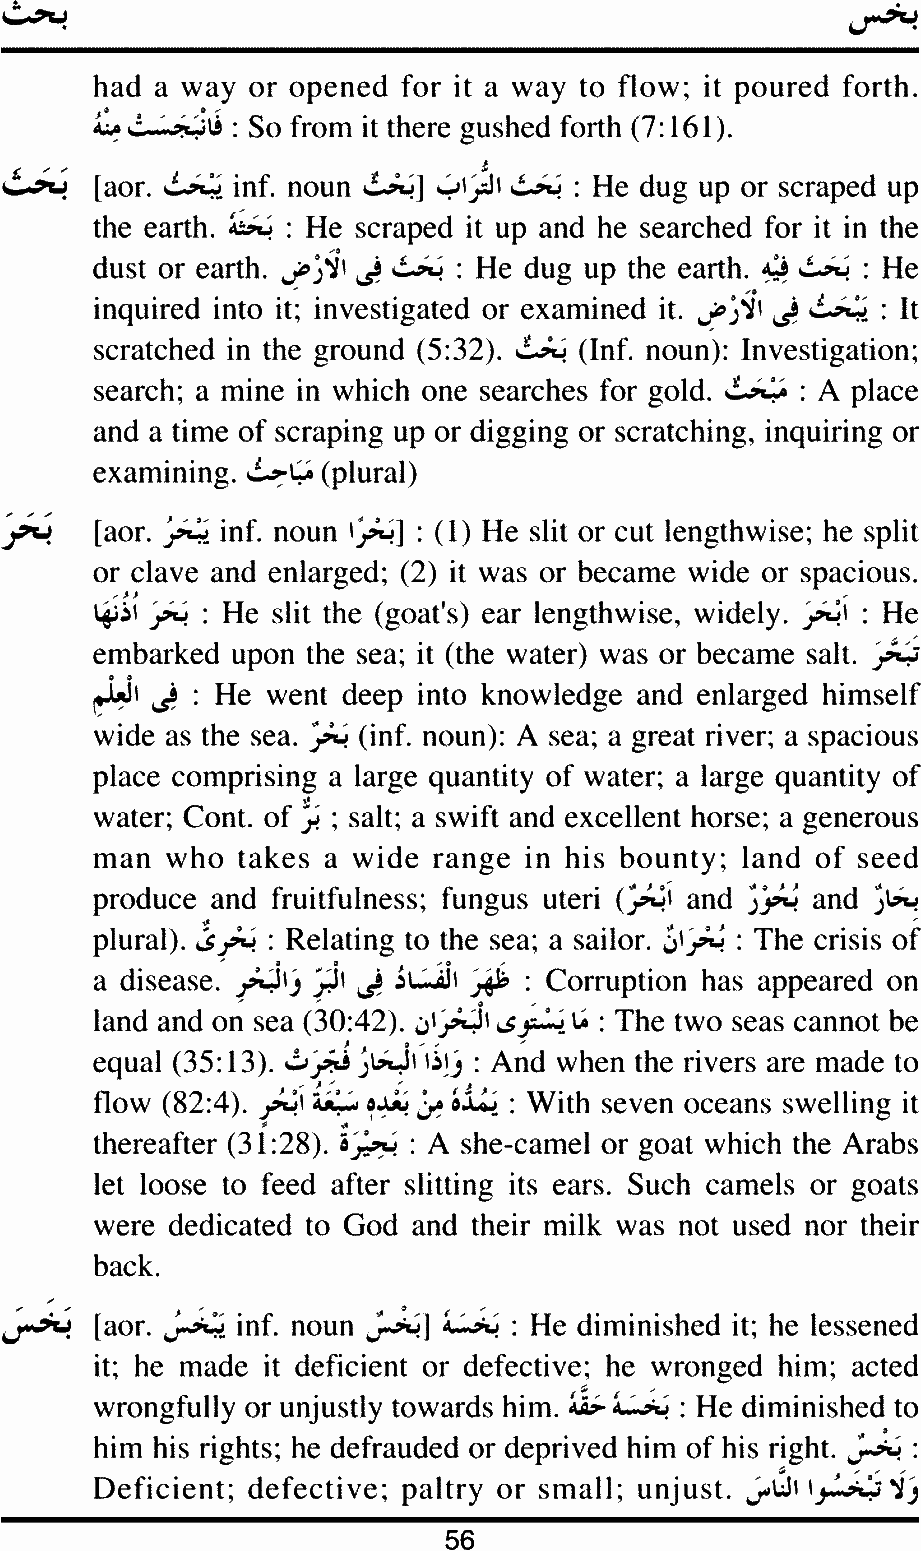 بحث بخس
had a way or opened for it a way to flow; it poured forth.
فَانْبَجَسَتْ مِنْهُ : So from it there gushed forth (7:161).
بَحَثَ [aor. يَبْحَثُ inf. noun بَحْثٌ] بَحَثَ التُّرَابَ : He dug up or scraped up
the earth. بَحَثَهُ : He scraped it up and he searched for it in the
dust or earth. بَحَثَ فِى الْاَرْضِ : He dug up the earth. بَحَثَ فِيْهِ : He
inquired into it; investigated or examined it. يَبْحَثُ فِى الْاَرْضِ : It
scratched in the ground (5:32). بَحْثٌ (Inf. noun): Investigation;
search; a mine in which one searches for gold. مَبْحَثٌ : A place
and a time of scraping up or digging or scratching, inquiring or
examining. مَبَاحِثُ (plural)
بَحَرَ [aor. يَبْحَرُ inf. noun بَحْرًا] : (1) He slit or cut lengthwise; he split
or clave and enlarged; (2) it was or became wide or spacious.
بَحَرَ اُذُنَهَا : He slit the (goat's) ear lengthwise, widely. اَبْحَرَ : He
embarked upon the sea; it (the water) was or became salt. تَبَحَّرَ
فِى الْعِلْمِ : He went deep into knowledge and enlarged himself
wide as the sea. بَحْرٌ (inf. noun): A sea; a great river; a spacious
place comprising a large quantity of water; a large quantity of
water; Cont. of بَرٌّ ; salt; a swift and excellent horse; a generous
man who takes a wide range in his bounty; land of seed
produce and fruitfulness; fungus uteri (اَبْحُرٌ and بُحُوْرٌ and بِحَارٌ
plural). بَحْرِىٌّ : Relating to the sea; a sailor. بُحْرَانٌ : The crisis of
a disease. ظَهَرَ الْفَسَادُ فِى الْبَرِّ وَالْبَحْرِ : Corruption has appeared on
land and on sea (30:42). مَا يَسْتَوِى الْبَحْرَانِ : The two seas cannot be
equal (35:13). وَاِذَا الْبِحَارُ فُجِّرَتْ : And when the rivers are made to
flow (82:4). يَمُدُّهُ مِنْ بَعْدِهِ سَبْعَةُ اَبْحُرٍ : With seven oceans swelling it
thereafter (31:28). بَحِيْرَةٌ : A she-camel or goat which the Arabs
let loose to feed after slitting its ears. Such camels or goats
were dedicated to God and their milk was not used nor their
back.
بَخَسَ [aor. يَبْخَسُ inf. noun بَخْسٌ] بَخَسَهُ : He diminished it; he lessened
it; he made it deficient or defective; he wronged him; acted
wrongfully or unjustly towards him. بَخَسَهُ حَقَّهُ : He diminished to
him his rights; he defrauded or deprived him of his right. بَخْسٌ :
Deficient; defective; paltry or small; unjust. وَلَا تَبْخَسُوا النَّاسَ
56